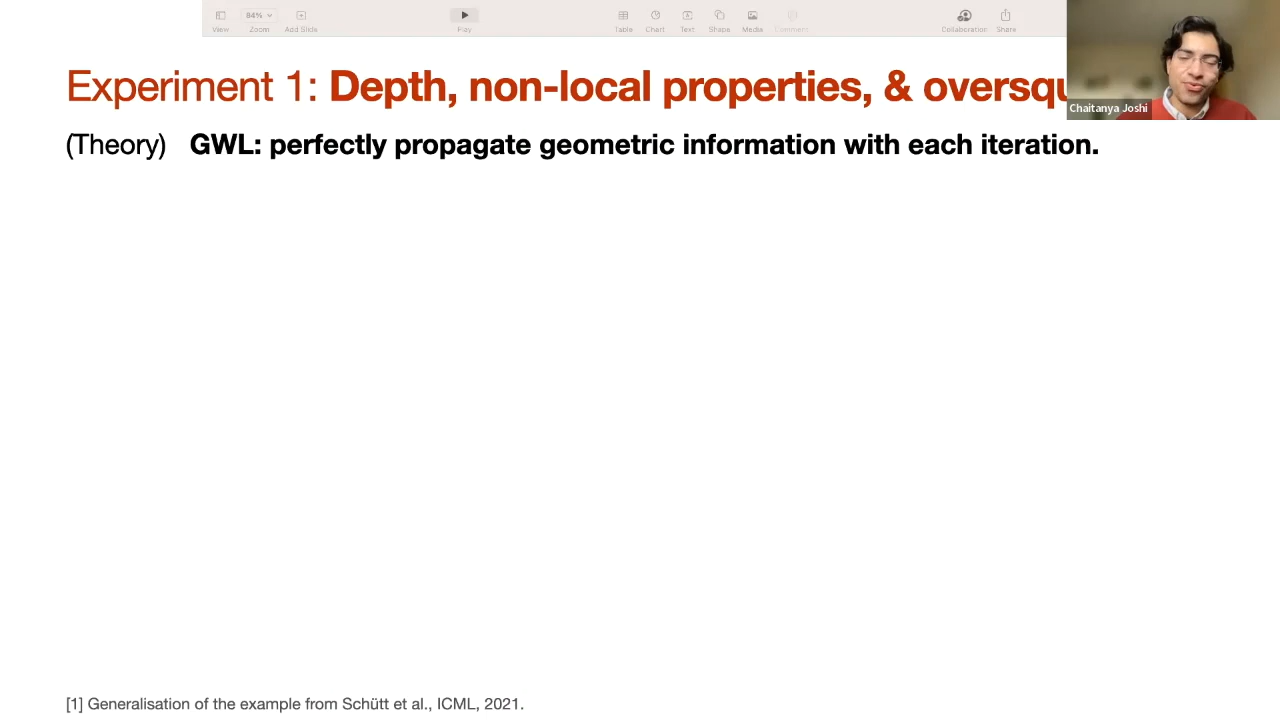 84%
View
Zoom
Add Slide
Play
Table
Chart
Text
Shape
Media
Comment
Collaboration
Share
Experiment 1: Depth, non-local properties, & oversqu
Chaitanya Joshi
(Theory) GWL: perfectly propagate geometric information with each iteration.
[1] Generalisation of the example from Schütt et al., ICML, 2021.